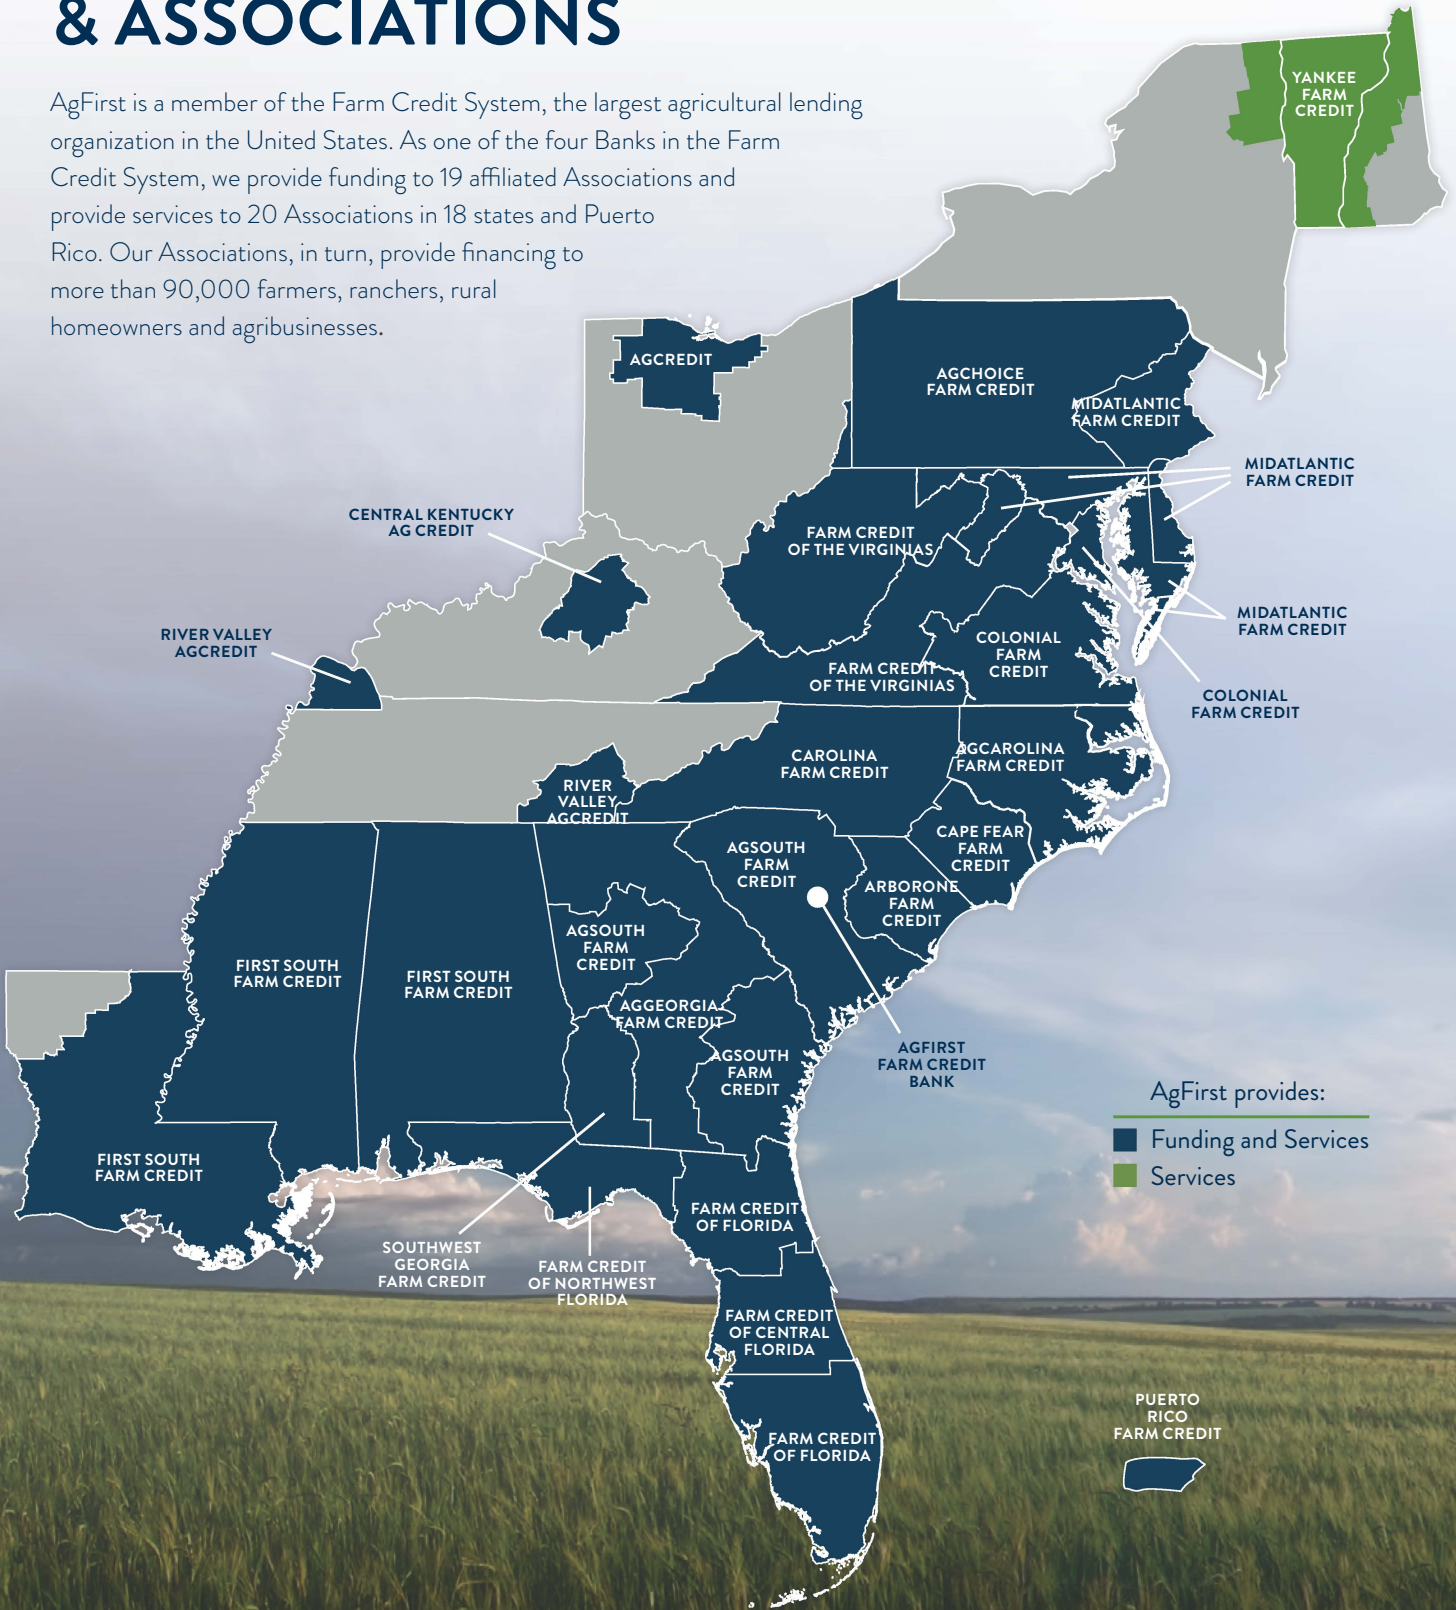 & ASSOCIATIONS
AgFirst is a member of the Farm Credit System, the largest agricultural lending
organization in the United States. As one of the four Banks in the Farm
Credit System, we provide funding to 19 affiliated Associations and
provide services to 20 Associations in 18 states and Puerto
Rico. Our Associations, in turn, provide financing to
more than 90,000 farmers, ranchers, rural
homeowners and agribusinesses.
YANKEE
FARM
CREDIT
AGCREDIT
AGCHOICE
FARM CREDIT
MIDATLANTIC
FARM CREDIT
MIDATLANTIC
FARM CREDIT
CENTRAL KENTUCKY
AG CREDIT
FARM CREDIT
OF THE VIRGINIAS
MIDATLANTIC
FARM CREDIT
RIVER VALLEY
AGCREDIT
COLONIAL
FARM
CREDIT
FARM CREDIT
OF THE VIRGINIAS
COLONIAL
FARM CREDIT
CAROLINA
FARM CREDIT
AGCAROLINA
FARM CREDIT
RIVER
VALLEY
AGCREDIT
CAPE FEAR
FARM
CREDIT
AGSOUTH
FARM
CREDIT
ARBORONE
FARM
CREDIT
AGSOUTH
FARM
CREDIT
FIRST SOUTH
FARM CREDIT
FIRST SOUTH
FARM CREDIT
AGGEORGIA
FARM CREDIT
AGSOUTH
FARM
CREDIT
AGFIRST
FARM CREDIT
BANK
AgFirst provides:
Funding and Services
Services
FIRST SOUTH
FARM CREDIT
FARM CREDIT
OF FLORIDA
SOUTHWEST
GEORGIA
FARM CREDIT
FARM CREDIT
OF NORTHWEST
FLORIDA
FARM CREDIT
OF CENTRAL
FLORIDA
PUERTO
RICO
FARM CREDIT
FARM CREDIT
OF FLORIDA